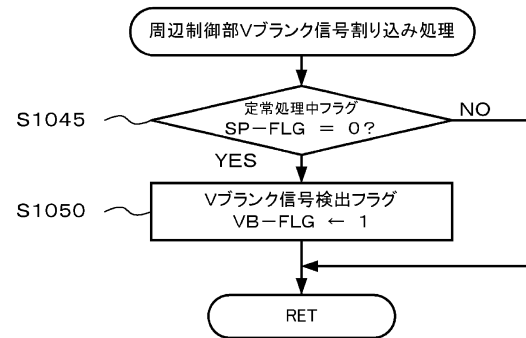 周辺制御部Vブランク信号割り込み処理
S1045
定常処理中フラグ
SP-FLG = 0?
NO
YES
S1050
Vブランク信号検出フラグ
VB-FLG ← 1
RET